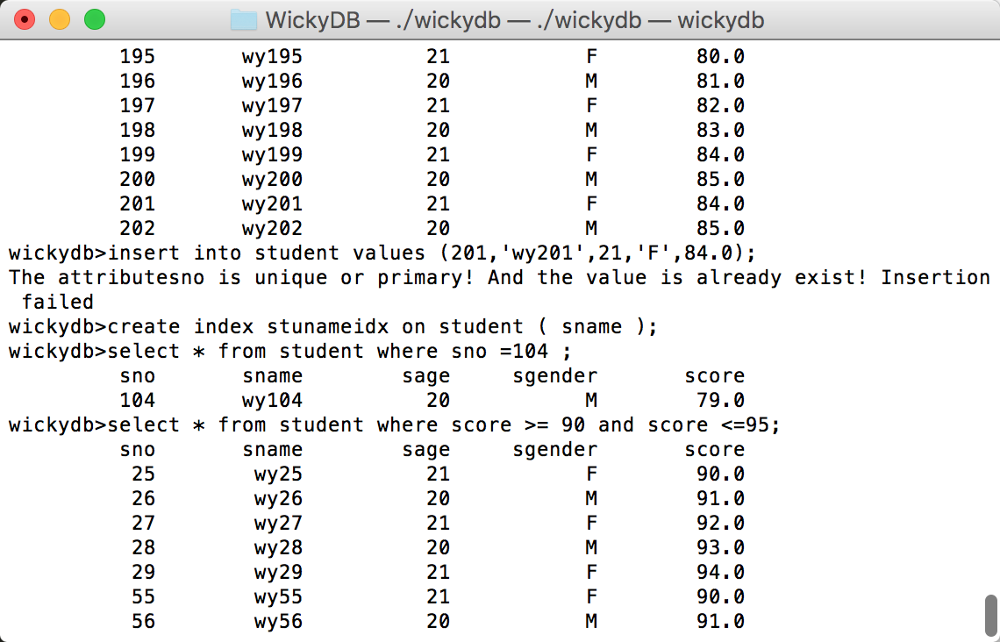 WickyDB — ./wickydb — ./wickydb — wickydb
195 wy195 21 F 80.0
196 wy196 20 M 81.0
197 wy197 21 F 82.0
198 wy198 20 M 83.0
199 wy199 21 F 84.0
200 wy200 20 M 85.0
201 wy201 21 F 84.0
202 wy202 20 M 85.0
wickydb>insert into student values (201,'wy201',21,'F',84.0);
The attributesno is unique or primary! And the value is already exist! Insertion
failed
wickydb>create index stunameidx on student ( sname );
wickydb>select * from student where sno =104 ;
sno sname sage sgender score
104 wy104 20 M 79.0
wickydb>select * from student where score >= 90 and score <=95;
sno sname sage sgender score
25 wy25 21 F 90.0
26 wy26 20 M 91.0
27 wy27 21 F 92.0
28 wy28 20 M 93.0
29 wy29 21 F 94.0
55 wy55 21 F 90.0
56 wy56 20 M 91.0